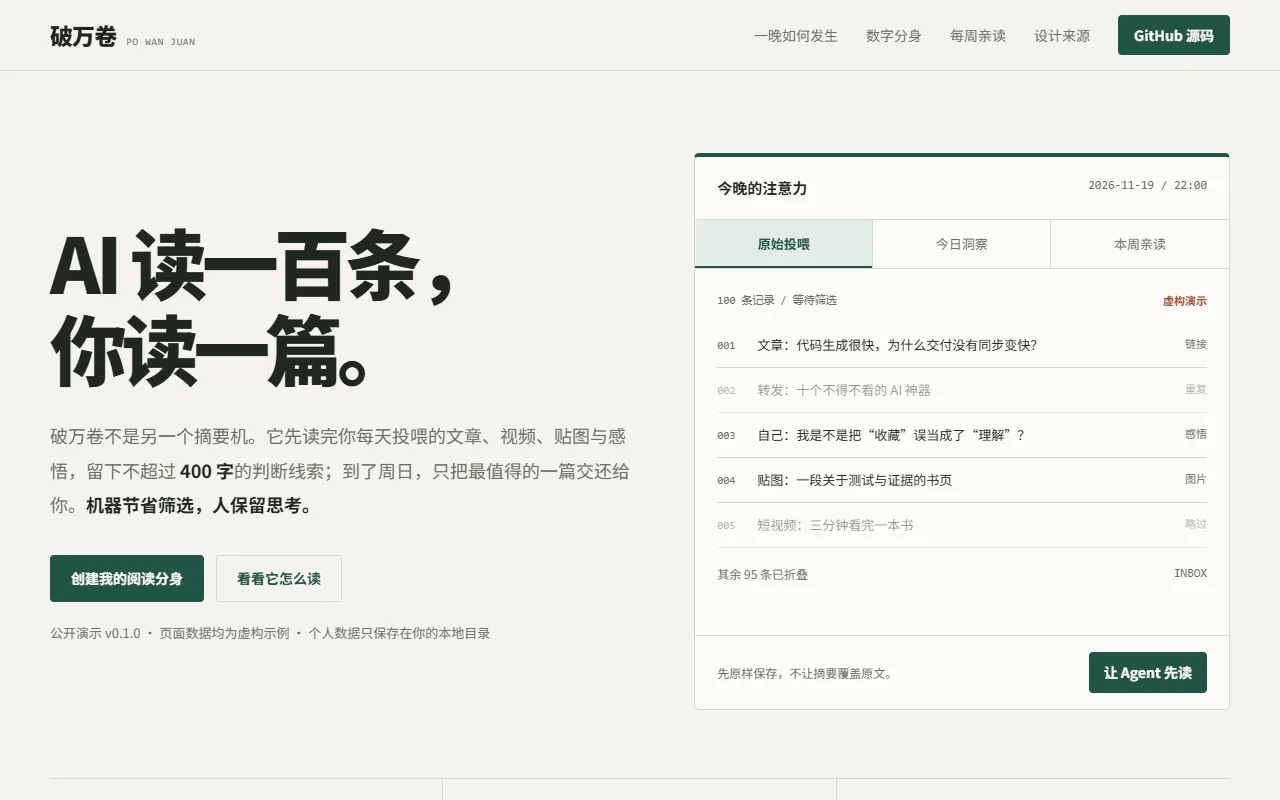 破万卷 PO WAN JUAN
一晚如何发生 数字分身 每周亲读 设计来源 GitHub 源码
AI 读一百条，
你读一篇。
破万卷不是另一个摘要机。它先读完你每天投喂的文章、视频、贴图与感
悟，留下不超过 400 字的判断线索；到了周日，只把最值得的一篇交还给
你。机器节省筛选，人保留思考。
创建我的阅读分身 看看它怎么读
公开演示 v0.1.0 · 页面数据均为虚构示例 · 个人数据只保存在你的本地目录
今晚的注意力 2026-11-19 / 22:00
原始投喂 今日洞察 本周亲读
100 条记录 / 等待筛选 虚构演示
001 文章：代码生成很快，为什么交付没有同步变快？ 链接
002 转发：十个不得不看的 AI 神器 重复
003 自己：我是不是把“收藏”误当成了“理解”？ 感悟
004 贴图：一段关于测试与证据的书页 图片
005 短视频：三分钟看完一本书 略过
其余 95 条已折叠 INBOX
先原样保存，不让摘要覆盖原文。 让 Agent 先读